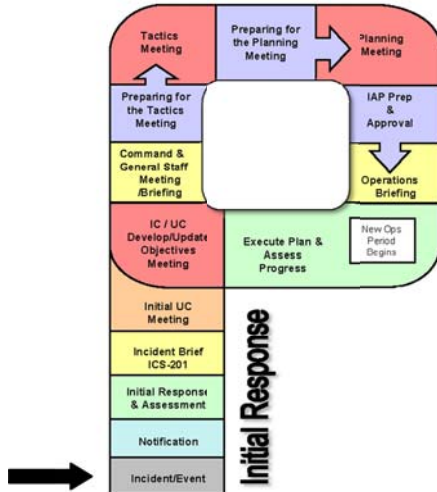 Tactics
Meeting
Preparing for
the Planning
Meeting
Planning
Meeting
Preparing for
the Tactics
Meeting
IAP Prep
&
Approval
Command &
General Staff
Meeting
/Briefing
Operations
Briefing
IC / UC
Develop/Update
Objectives
Meeting
Execute Plan &
Assess
Progress
New Ops
Period
Begins
Initial UC
Meeting
Incident Brief
ICS-201
Initial Response
& Assessment
Notification
Incident/Event
Initial Response